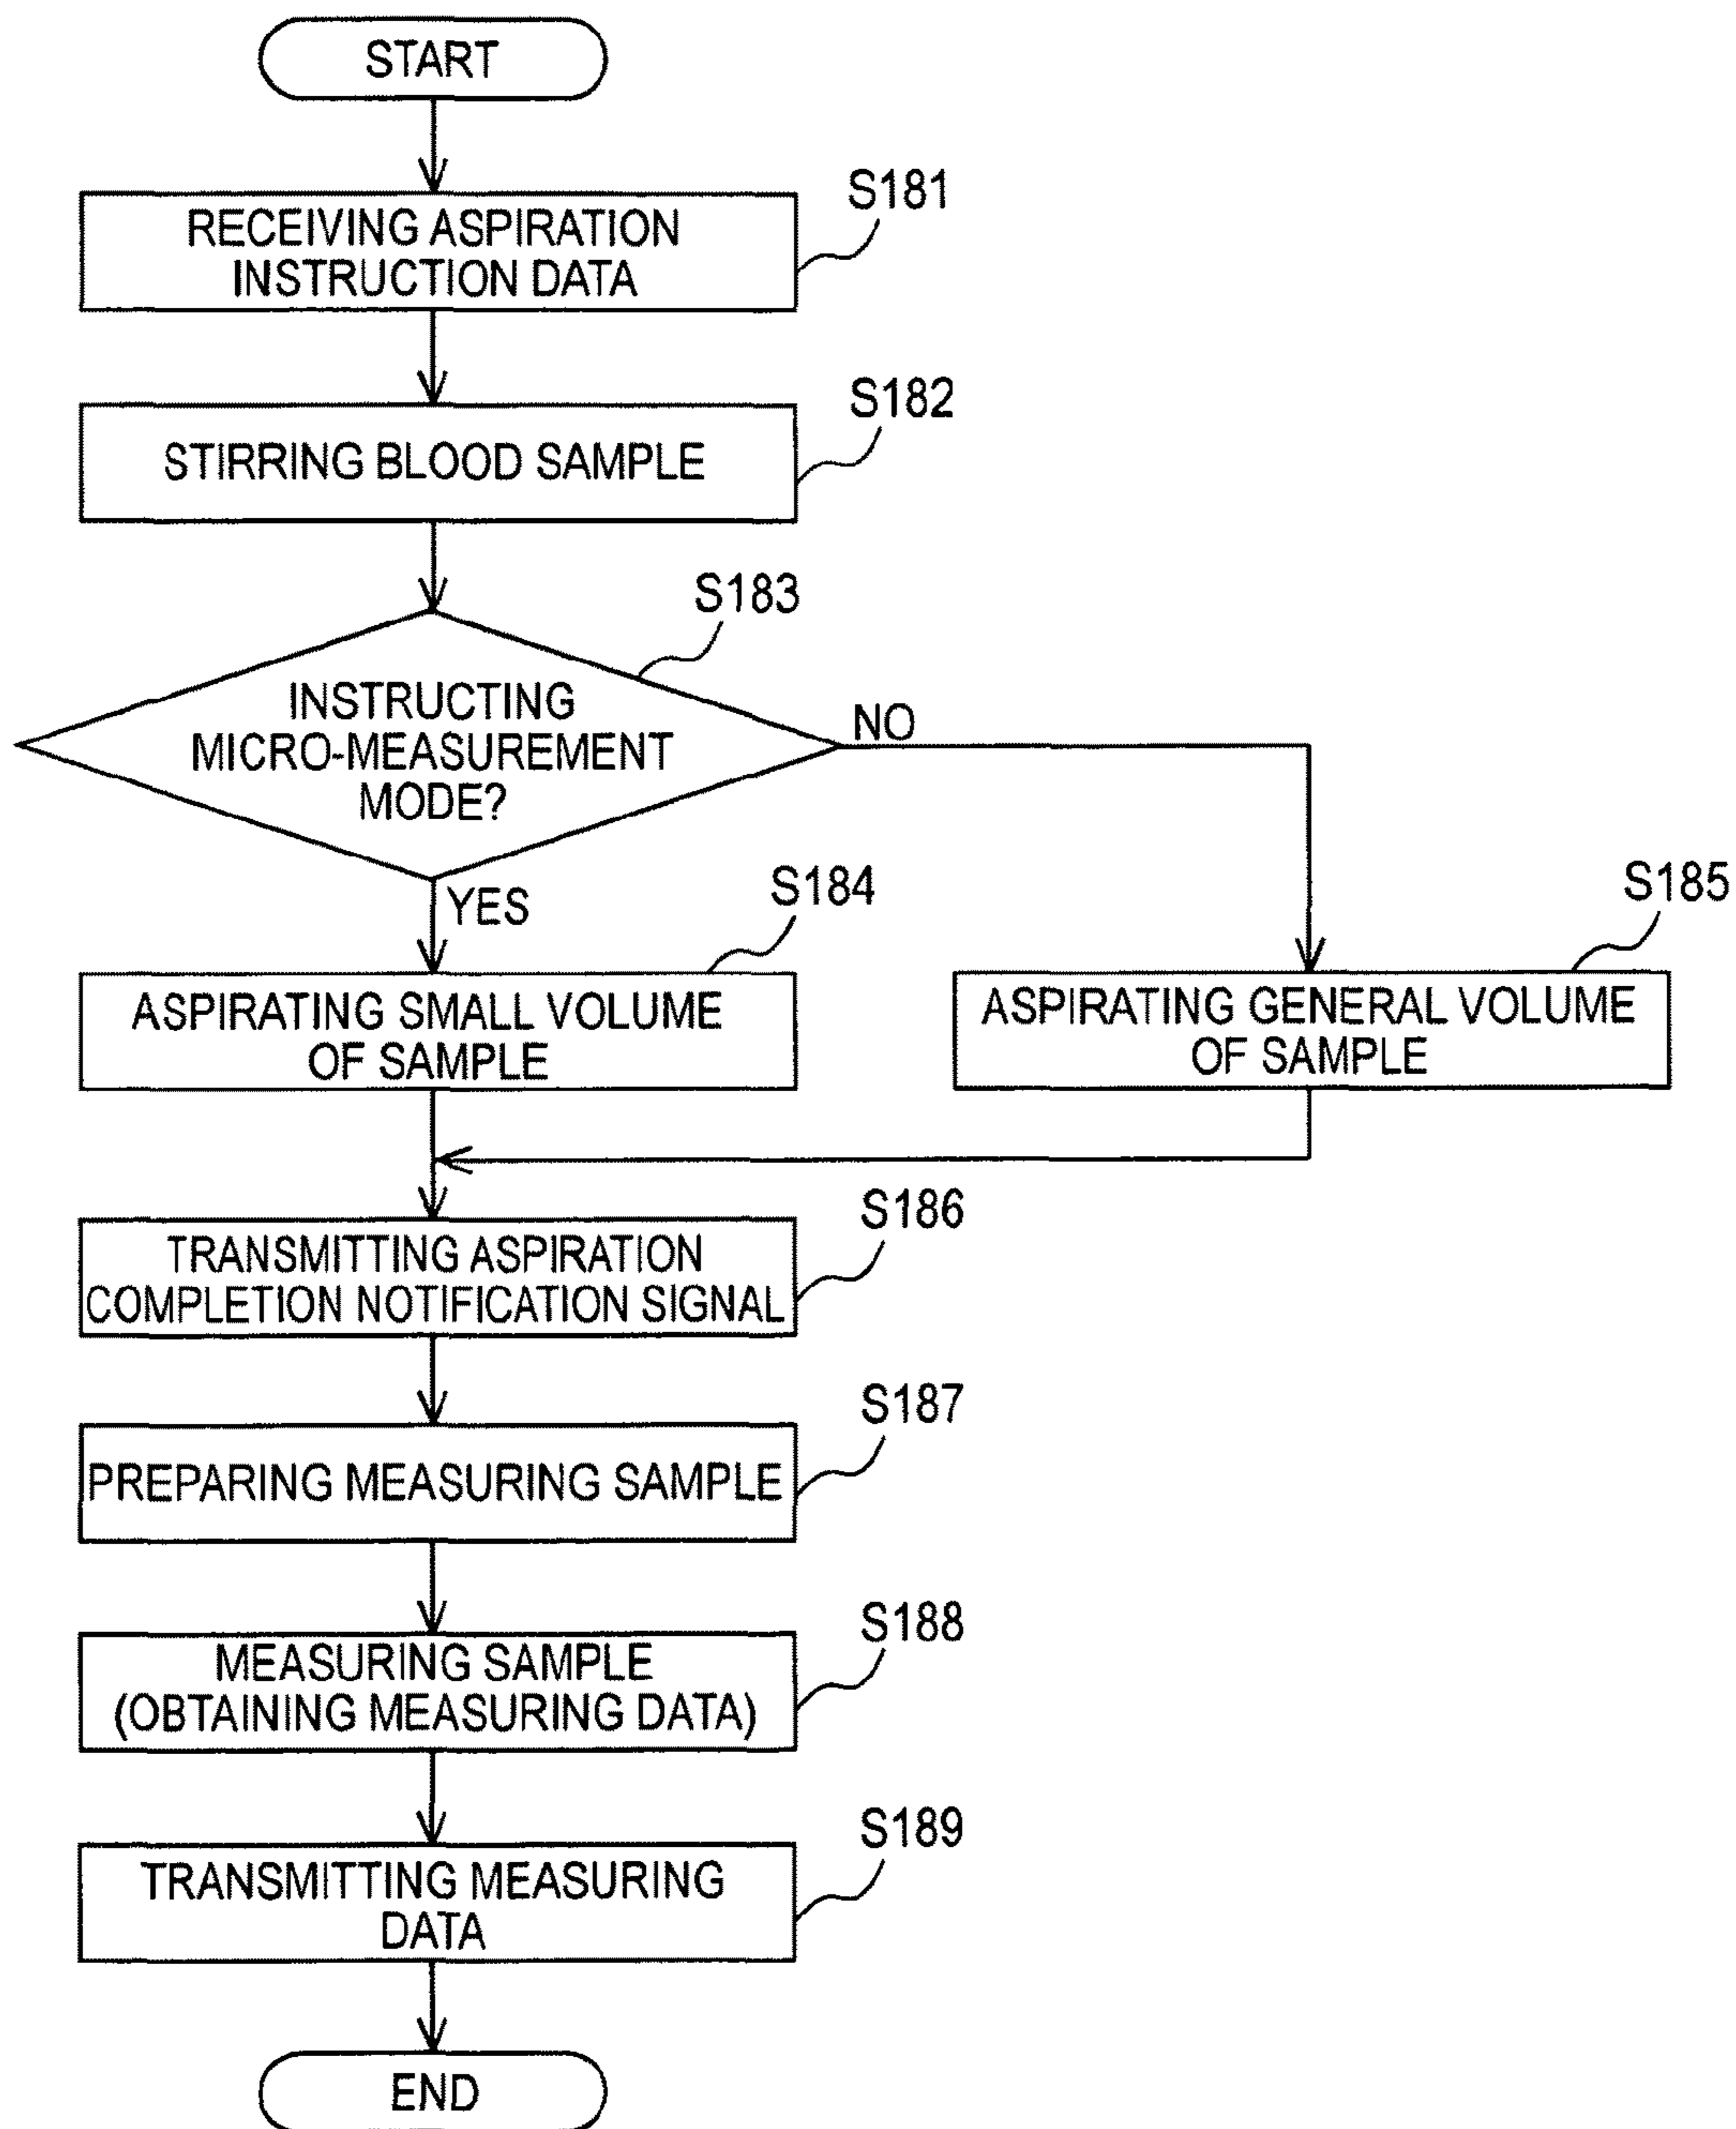 START
S181
RECEIVING ASPIRATION
INSTRUCTION DATA
S182
STIRRING BLOOD SAMPLE
S183
INSTRUCTING
MICRO-MEASUREMENT
MODE?
NO
YES
S184
ASPIRATING SMALL VOLUME
OF SAMPLE
S185
ASPIRATING GENERAL VOLUME
OF SAMPLE
S186
TRANSMITTING ASPIRATION
COMPLETION NOTIFICATION SIGNAL
S187
PREPARING MEASURING SAMPLE
S188
MEASURING SAMPLE
(OBTAINING MEASURING DATA)
S189
TRANSMITTING MEASURING
DATA
END